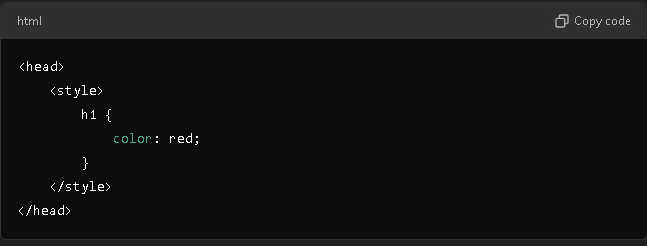 html
Copy code
<head>
<style>
h1 {
color: red;
}
</style>
</head>